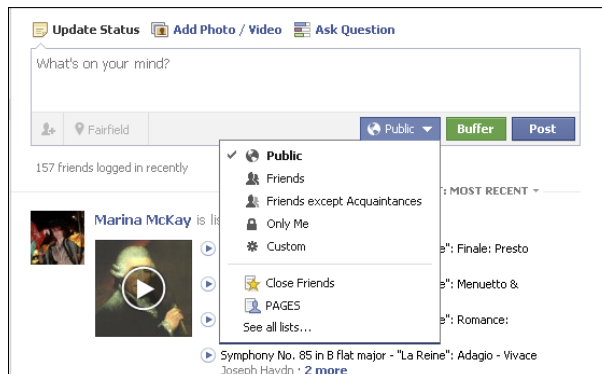 Update Status Add Photo / Video Ask Question
What's on your mind?
Fairfield Public Buffer Post
157 friends logged in recently
Public
Friends
Friends except Acquaintances
Only Me
Custom
Close Friends
PAGES
See all lists...
: MOST RECENT
Marina McKay is lis
e": Finale: Presto
e": Menuetto &
e": Romance:
Symphony No. 85 in B flat major - "La Reine": Adagio - Vivace
Joseph Haydn · 2 more